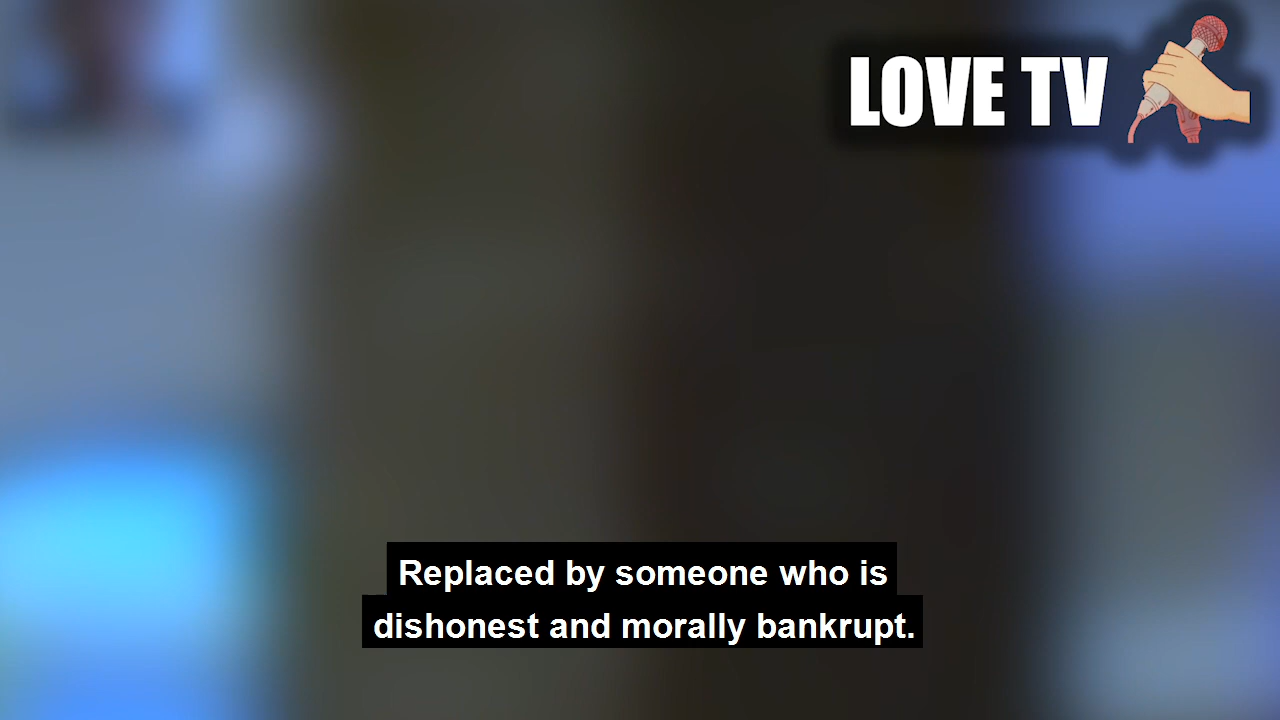 LOVE TV
Replaced by someone who is
dishonest and morally bankrupt.